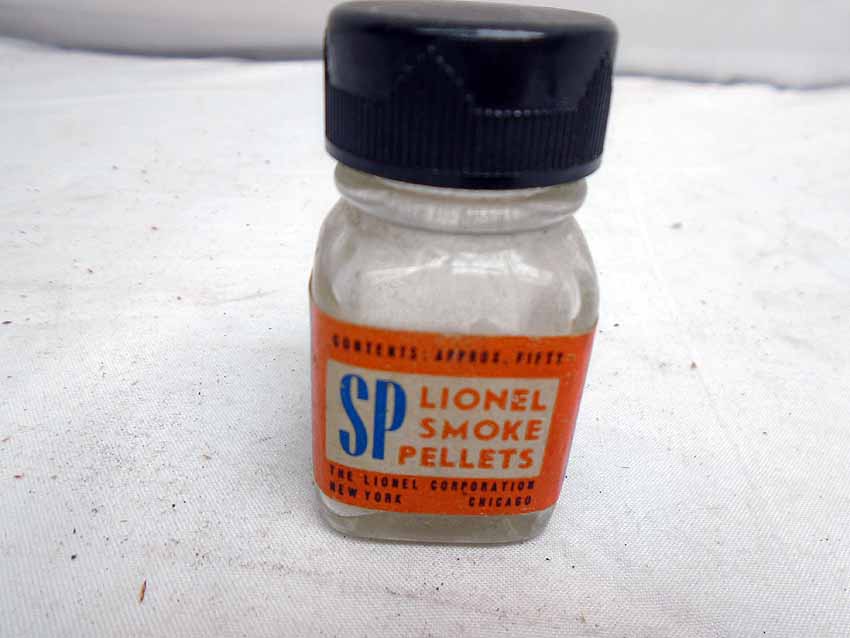 CONTENTS: APPROX. FIFTY
SP LIONEL
SMOKE
PELLETS
THE LIONEL CORPORATION
NEW YORK CHICAGO